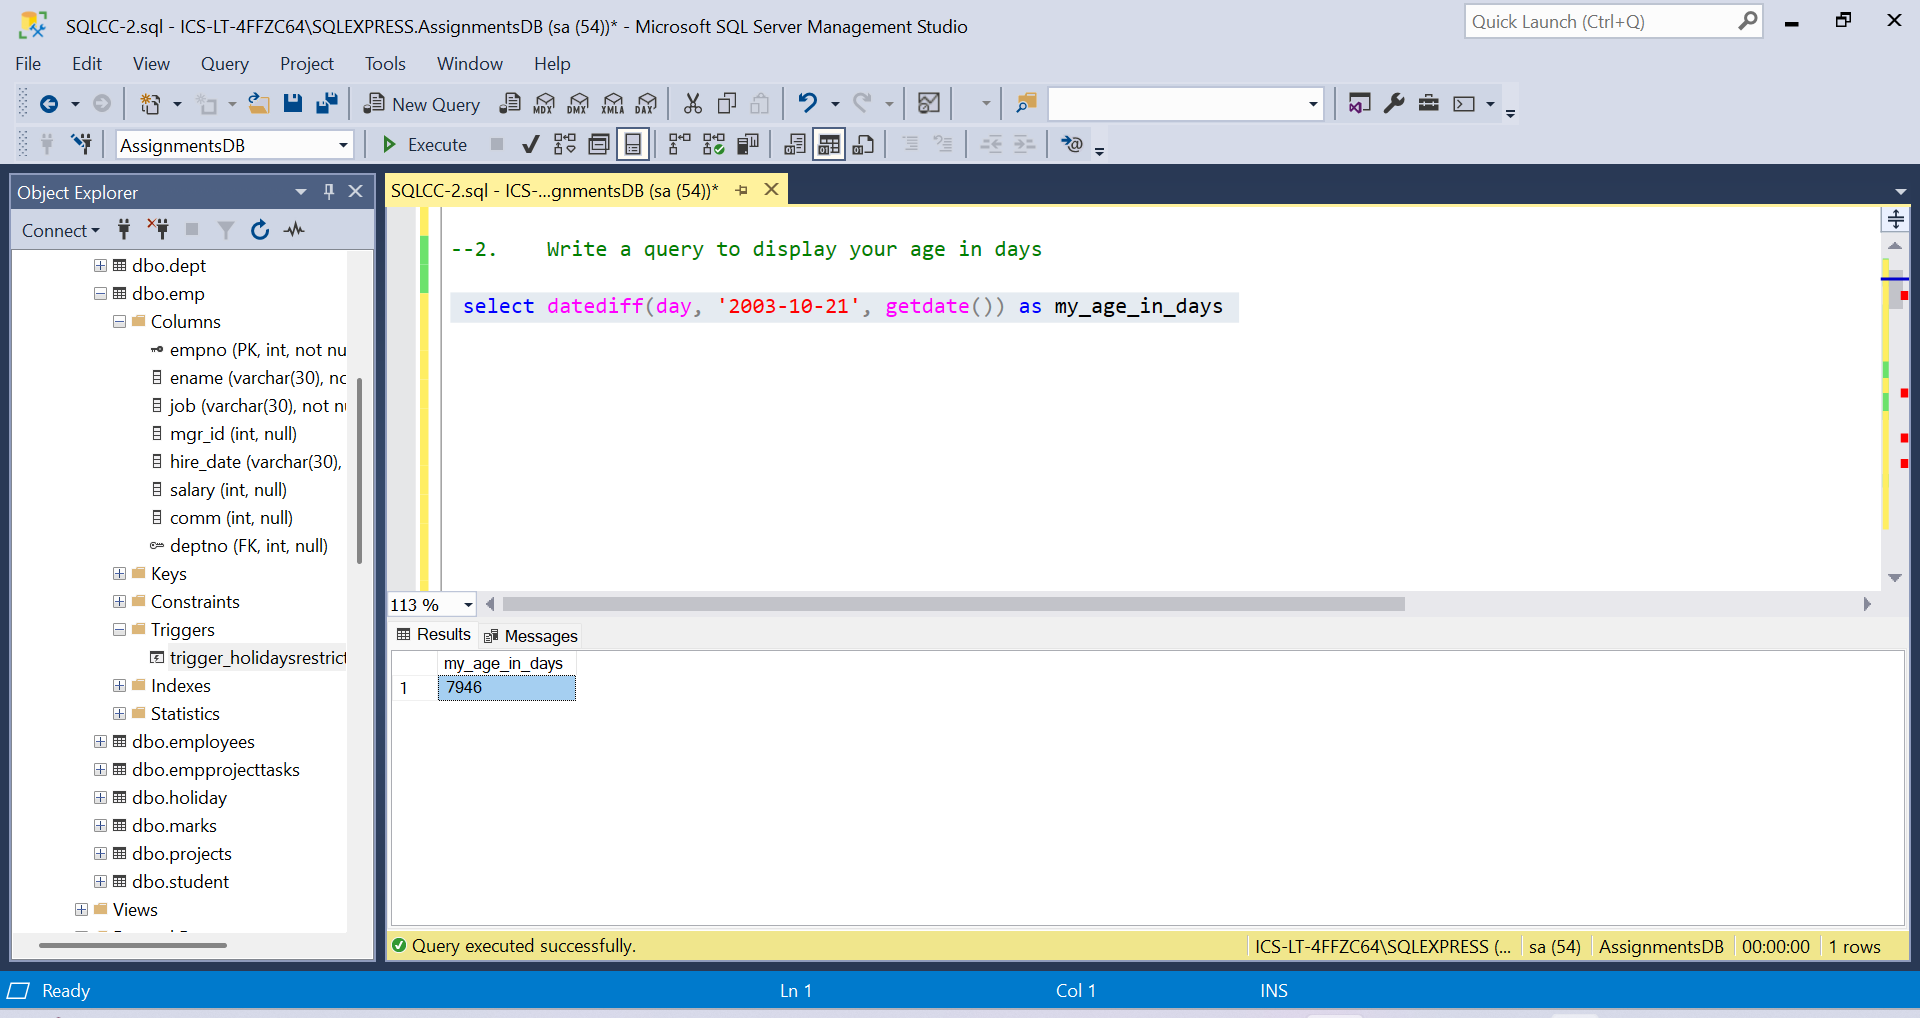 SQLCC-2.sql - ICS-LT-4FFZC64\SQLEXPRESS.AssignmentsDB (sa (54))* - Microsoft SQL Server Management Studio
Quick Launch (Ctrl+Q)
File Edit View Query Project Tools Window Help
New Query MDX DMX XMLA DAX
AssignmentsDB Execute
Object Explorer
Connect
dbo.dept
dbo.emp
Columns
empno (PK, int, not nu
ename (varchar(30), nc
job (varchar(30), not n
mgr_id (int, null)
hire_date (varchar(30),
salary (int, null)
comm (int, null)
deptno (FK, int, null)
Keys
Constraints
Triggers
trigger_holidaysrestrict
Indexes
Statistics
dbo.employees
dbo.empprojecttasks
dbo.holiday
dbo.marks
dbo.projects
dbo.student
Views
SQLCC-2.sql - ICS-...gnmentsDB (sa (54))*
--2. Write a query to display your age in days
select datediff(day, '2003-10-21', getdate()) as my_age_in_days
113 %
Results Messages
my_age_in_days
1 7946
Query executed successfully.
ICS-LT-4FFZC64\SQLEXPRESS (... sa (54) AssignmentsDB 00:00:00 1 rows
Ready Ln 1 Col 1 INS